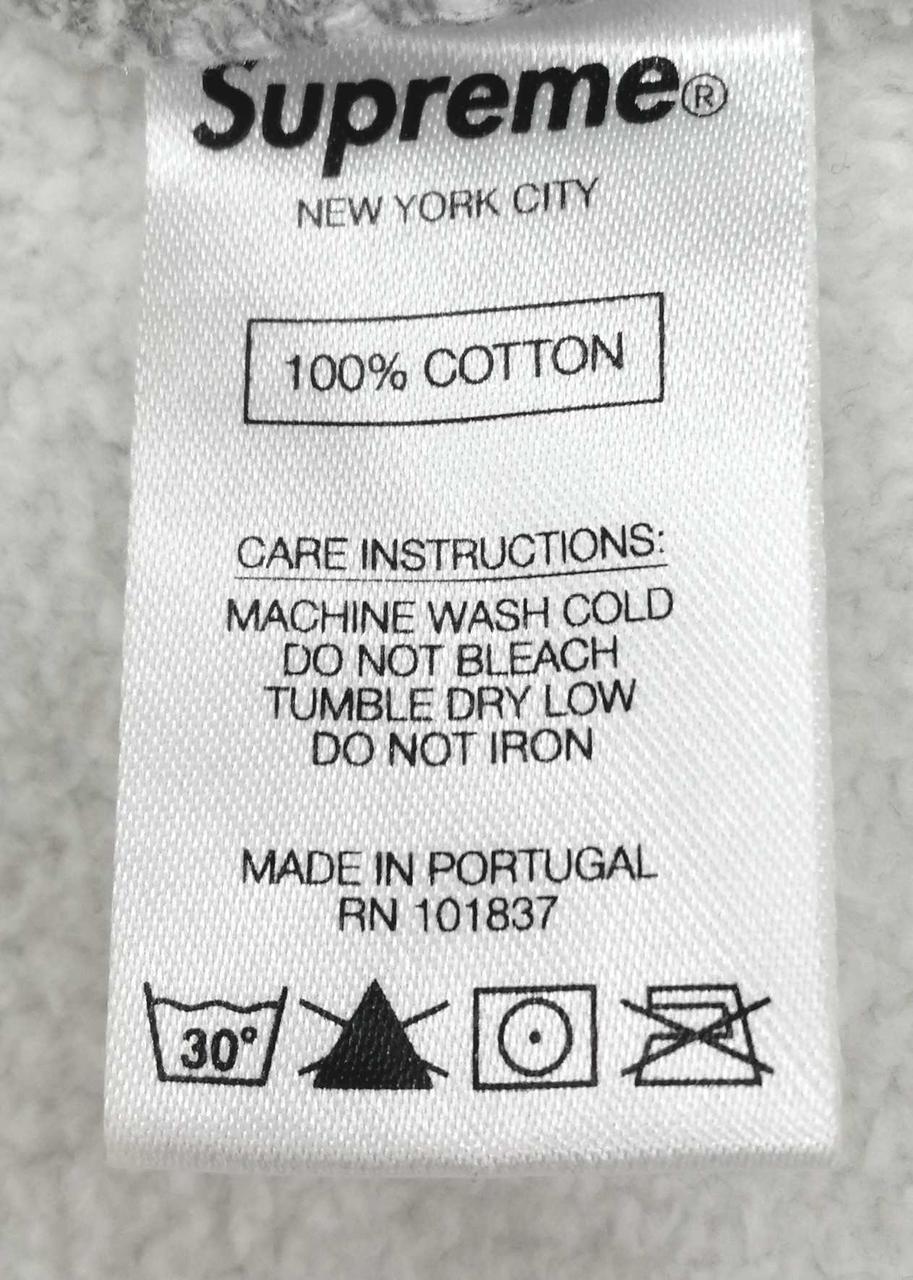 Supreme®
NEW YORK CITY
100% COTTON
CARE INSTRUCTIONS:
MACHINE WASH COLD
DO NOT BLEACH
TUMBLE DRY LOW
DO NOT IRON
MADE IN PORTUGAL
RN 101837
30°